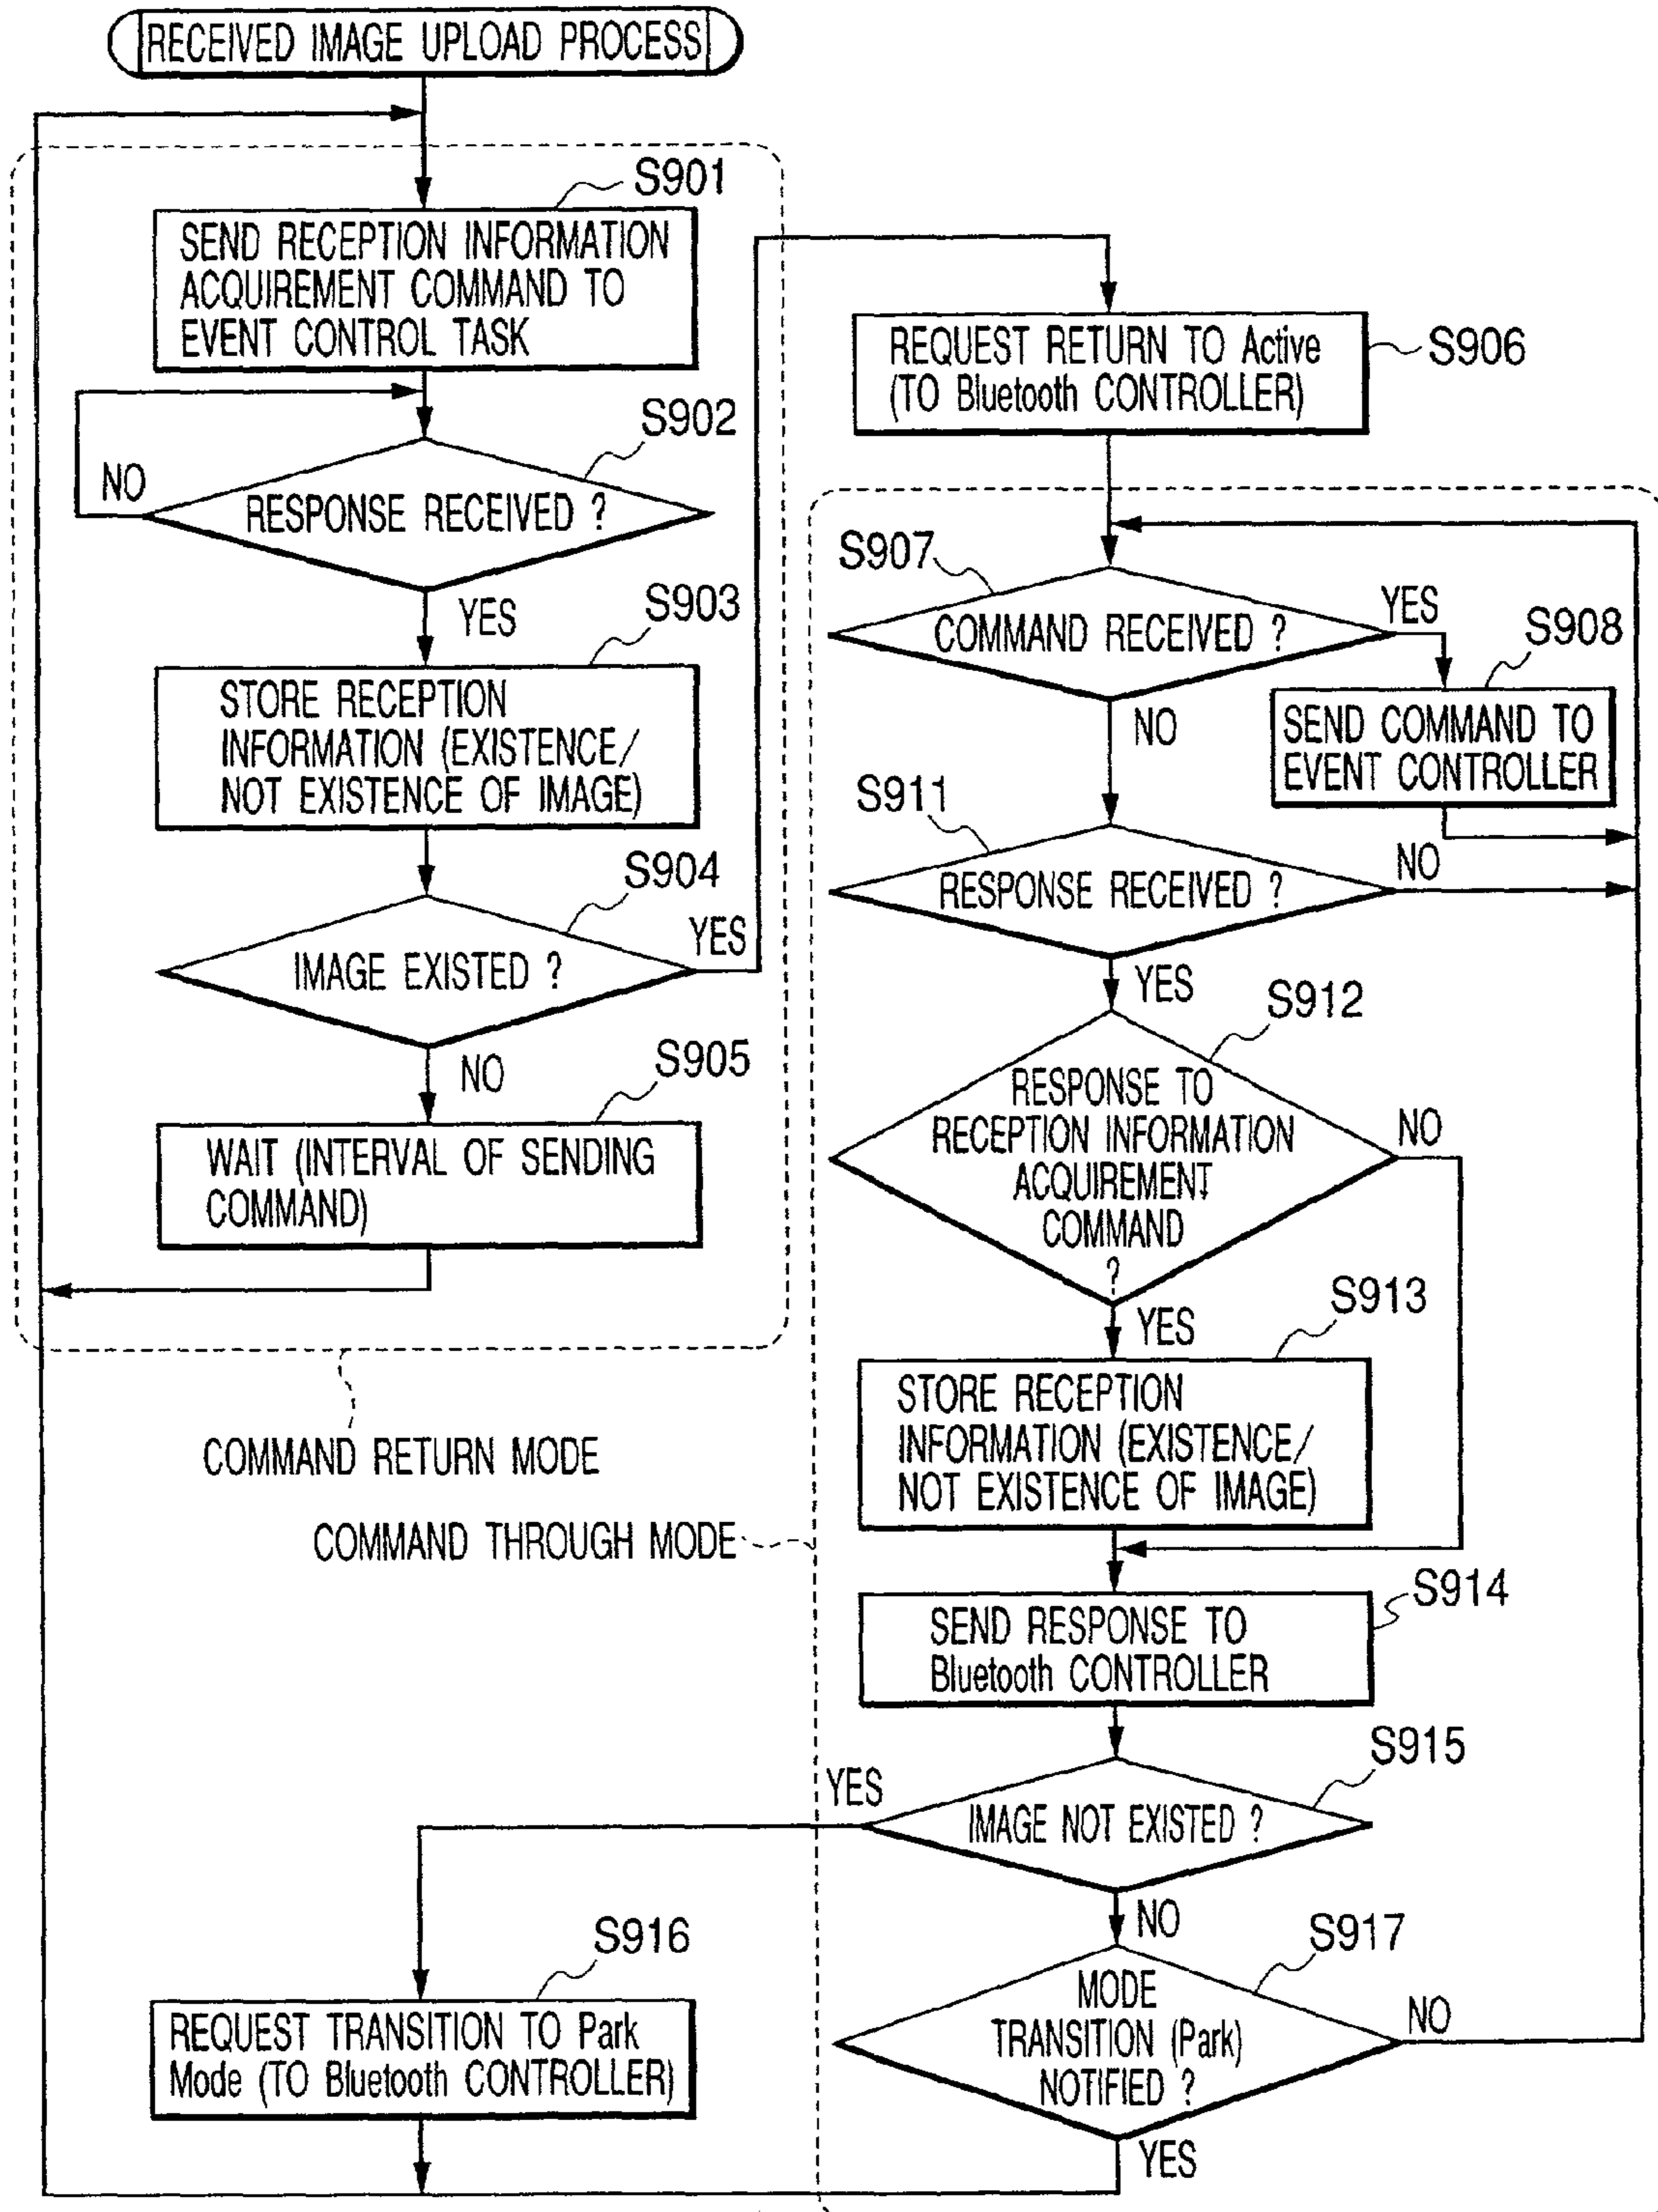 RECEIVED IMAGE UPLOAD PROCESS
S901
SEND RECEPTION INFORMATION
ACQUIREMENT COMMAND TO
EVENT CONTROL TASK
S902
NO
RESPONSE RECEIVED ?
YES
S903
STORE RECEPTION
INFORMATION (EXISTENCE/
NOT EXISTENCE OF IMAGE)
S904
YES
IMAGE EXISTED ?
NO
S905
WAIT (INTERVAL OF SENDING
COMMAND)
COMMAND RETURN MODE
REQUEST RETURN TO Active
(TO Bluetooth CONTROLLER)
S906
S907
COMMAND RECEIVED ?
YES
S908
SEND COMMAND TO
EVENT CONTROLLER
NO
S911
RESPONSE RECEIVED ?
NO
YES
S912
RESPONSE TO
RECEPTION INFORMATION
ACQUIREMENT
COMMAND
?
NO
YES
S913
STORE RECEPTION
INFORMATION (EXISTENCE/
NOT EXISTENCE OF IMAGE)
COMMAND THROUGH MODE
S914
SEND RESPONSE TO
Bluetooth CONTROLLER
S915
YES
IMAGE NOT EXISTED ?
NO
S916
REQUEST TRANSITION TO Park
Mode (TO Bluetooth CONTROLLER)
S917
MODE
TRANSITION (Park)
NOTIFIED ?
NO
YES